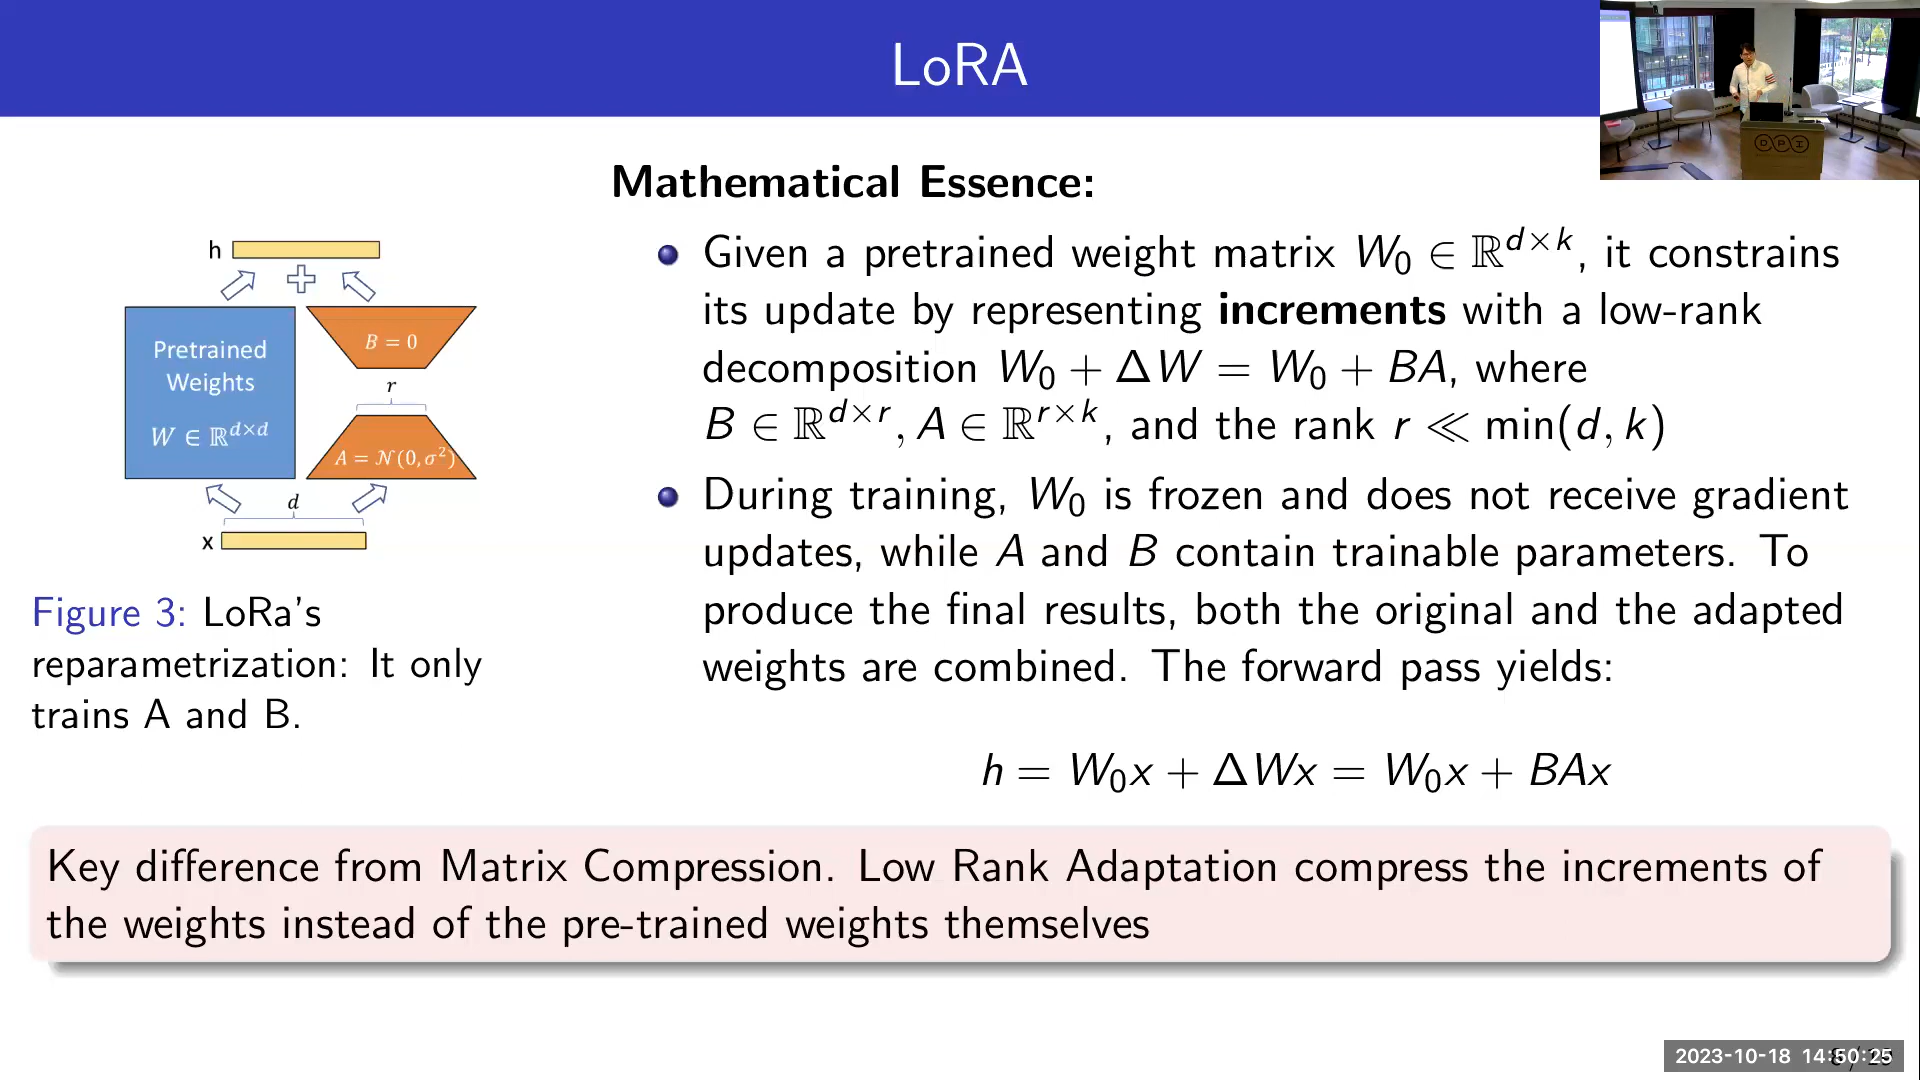 LoRA
Mathematical Essence:
Given a pretrained weight matrix W₀ ∈ ℝ^{d×k}, it constrains
its update by representing increments with a low-rank
decomposition W₀ + ΔW = W₀ + BA, where
B ∈ ℝ^{d×r}, A ∈ ℝ^{r×k}, and the rank r ≪ min(d, k)
During training, W₀ is frozen and does not receive gradient
updates, while A and B contain trainable parameters. To
produce the final results, both the original and the adapted
weights are combined. The forward pass yields:
h = W₀x + ΔWx = W₀x + BAx
h
Pretrained
Weights
W ∈ ℝ^{d×d}
B = 0
r
A = 𝒩(0, σ²)
d
x
Figure 3: LoRa's
reparametrization: It only
trains A and B.
Key difference from Matrix Compression. Low Rank Adaptation compress the increments of
the weights instead of the pre-trained weights themselves
DPI
2023-10-18 14:50:25